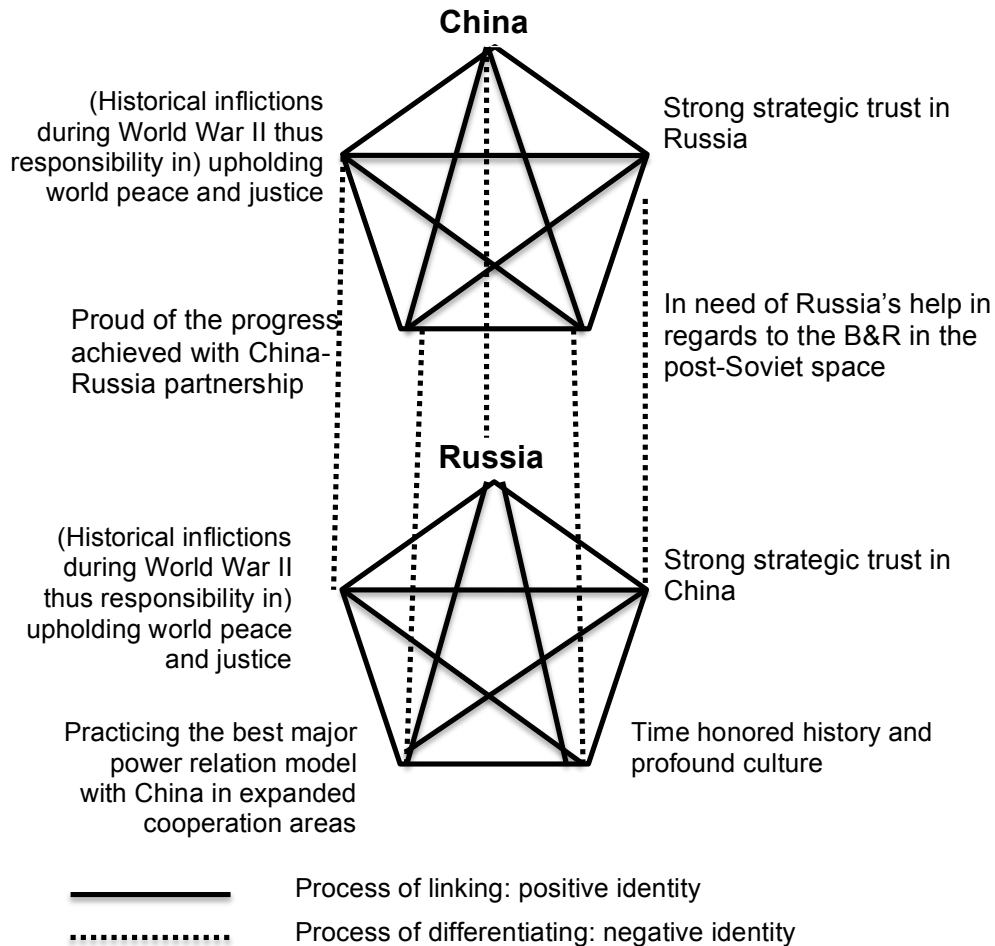 China
(Historical inflictions
during World War II thus
responsibility in) upholding
world peace and justice
Strong strategic trust in
Russia
Proud of the progress
achieved with China-
Russia partnership
In need of Russia’s help in
regards to the B&R in the
post-Soviet space
Russia
(Historical inflictions
during World War II
thus responsibility in)
upholding world peace
and justice
Strong strategic trust in
China
Practicing the best major
power relation model
with China in expanded
cooperation areas
Time honored history and
profound culture
Process of linking: positive identity
Process of differentiating: negative identity